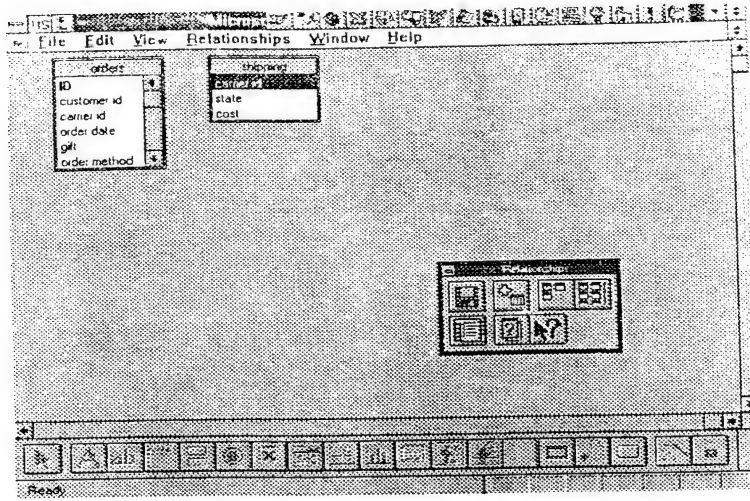 File Edit View Relationships Window Help
orders
ID
customer id
carrier id
order date
gift
order method
shipping
carrier id
state
cost
Relationships
Ready